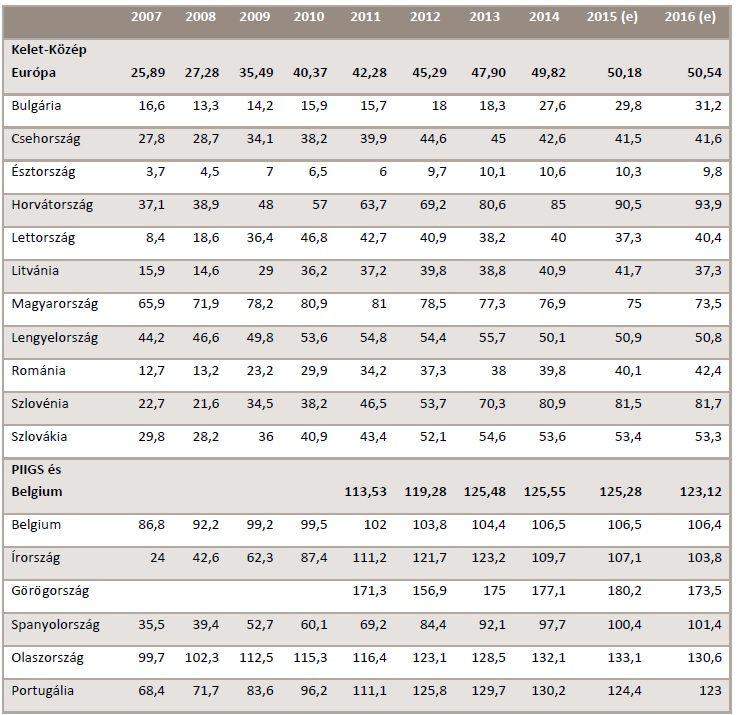 2007 2008 2009 2010 2011 2012 2013 2014 2015 (e) 2016 (e)
Kelet-Közép
Európa 25,89 27,28 35,49 40,37 42,28 45,29 47,90 49,82 50,18 50,54
Bulgária 16,6 13,3 14,2 15,9 15,7 18 18,3 27,6 29,8 31,2
Csehország 27,8 28,7 34,1 38,2 39,9 44,6 45 42,6 41,5 41,6
Észtország 3,7 4,5 7 6,5 6 9,7 10,1 10,6 10,3 9,8
Horvátország 37,1 38,9 48 57 63,7 69,2 80,6 85 90,5 93,9
Lettország 8,4 18,6 36,4 46,8 42,7 40,9 38,2 40 37,3 40,4
Litvánia 15,9 14,6 29 36,2 37,2 39,8 38,8 40,9 41,7 37,3
Magyarország 65,9 71,9 78,2 80,9 81 78,5 77,3 76,9 75 73,5
Lengyelország 44,2 46,6 49,8 53,6 54,8 54,4 55,7 50,1 50,9 50,8
Románia 12,7 13,2 23,2 29,9 34,2 37,3 38 39,8 40,1 42,4
Szlovénia 22,7 21,6 34,5 38,2 46,5 53,7 70,3 80,9 81,5 81,7
Szlovákia 29,8 28,2 36 40,9 43,4 52,1 54,6 53,6 53,4 53,3
PIIGS és
Belgium 113,53 119,28 125,48 125,55 125,28 123,12
Belgium 86,8 92,2 99,2 99,5 102 103,8 104,4 106,5 106,5 106,4
Írország 24 42,6 62,3 87,4 111,2 121,7 123,2 109,7 107,1 103,8
Görögország 171,3 156,9 175 177,1 180,2 173,5
Spanyolország 35,5 39,4 52,7 60,1 69,2 84,4 92,1 97,7 100,4 101,4
Olaszország 99,7 102,3 112,5 115,3 116,4 123,1 128,5 132,1 133,1 130,6
Portugália 68,4 71,7 83,6 96,2 111,1 125,8 129,7 130,2 124,4 123